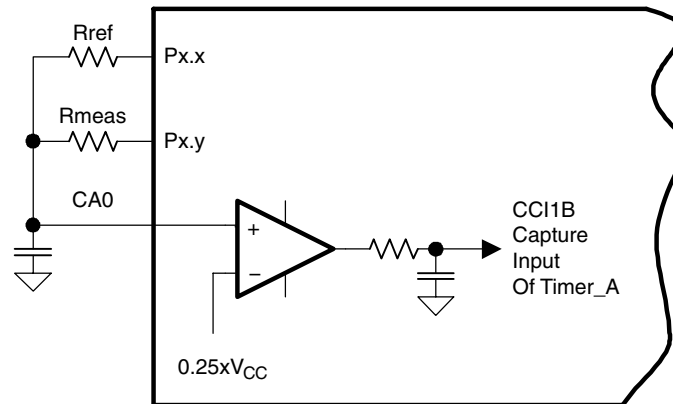 Rref
Px.x
Rmeas
Px.y
CA0
+
−
CCI1B
Capture
Input
Of Timer_A
0.25xVCC